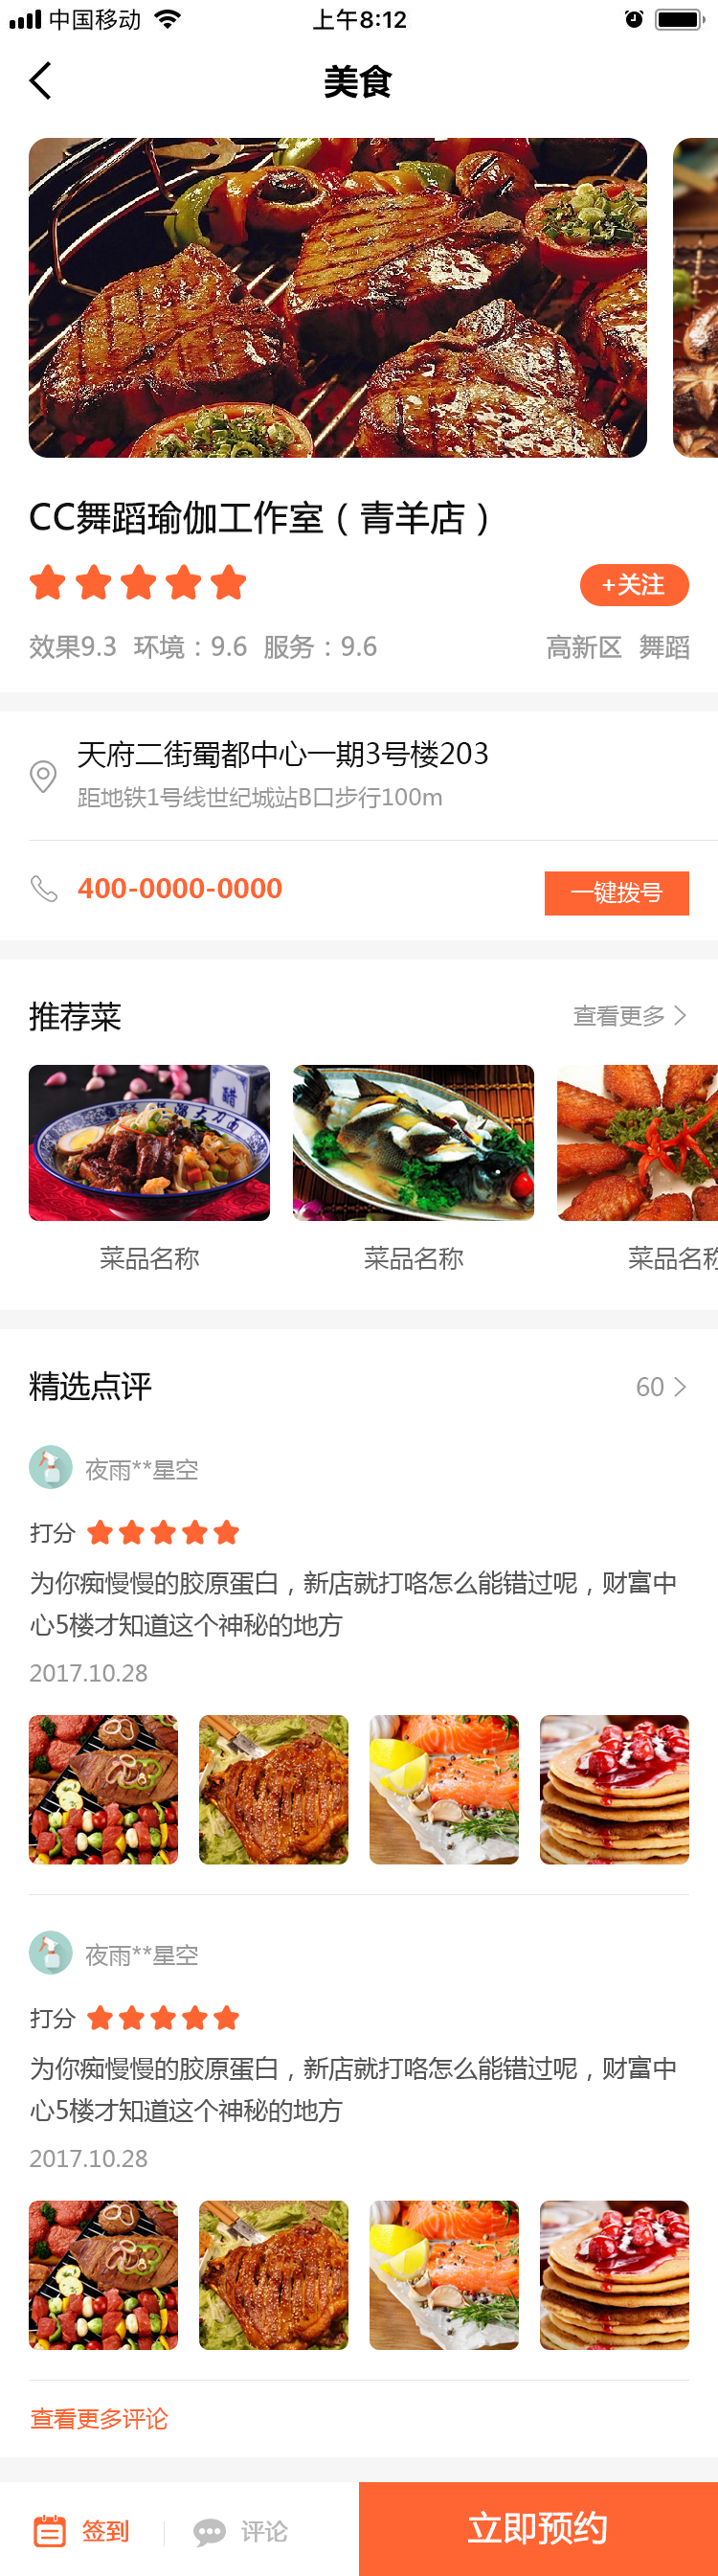 中国移动 上午8:12
美食
CC舞蹈瑜伽工作室（青羊店）
+关注
效果9.3 环境：9.6 服务：9.6 高新区 舞蹈
天府二街蜀都中心一期3号楼203
距地铁1号线世纪城站B口步行100m
400-0000-0000 一键拨号
推荐菜 查看更多
醋
菜品名称 菜品名称 菜品名称
精选点评 60
夜雨**星空
打分
为你痴慢慢的胶原蛋白，新店就打咯怎么能错过呢，财富中
心5楼才知道这个神秘的地方
2017.10.28
夜雨**星空
打分
为你痴慢慢的胶原蛋白，新店就打咯怎么能错过呢，财富中
心5楼才知道这个神秘的地方
2017.10.28
查看更多评论
签到 评论 立即预约